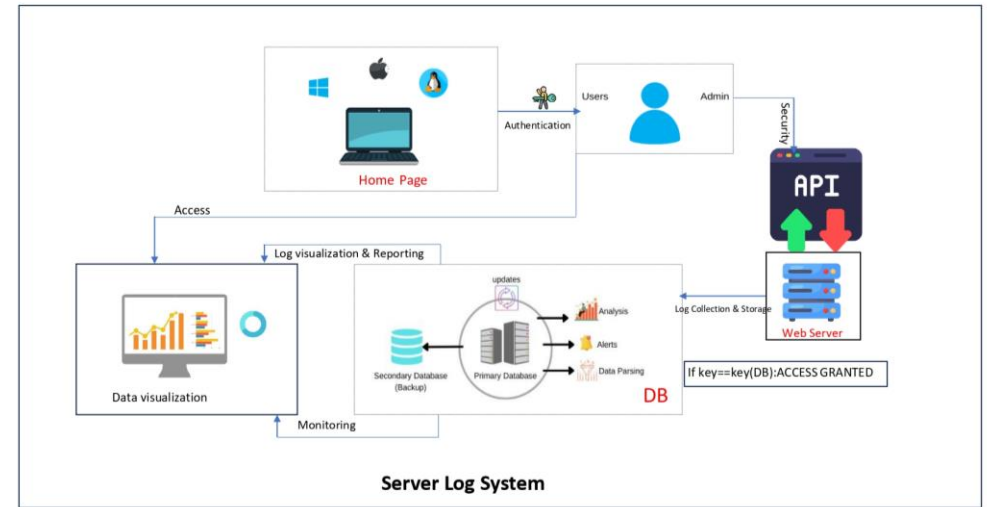 Users
Admin
Authentication
Security
Home Page
API
Access
Log visualization & Reporting
updates
Analysis
Log Collection & Storage
Web Server
Alerts
Secondary Database
(Backup)
Primary Database
Data Parsing
If key==key(DB):ACCESS GRANTED
DB
Data visualization
Monitoring
Server Log System